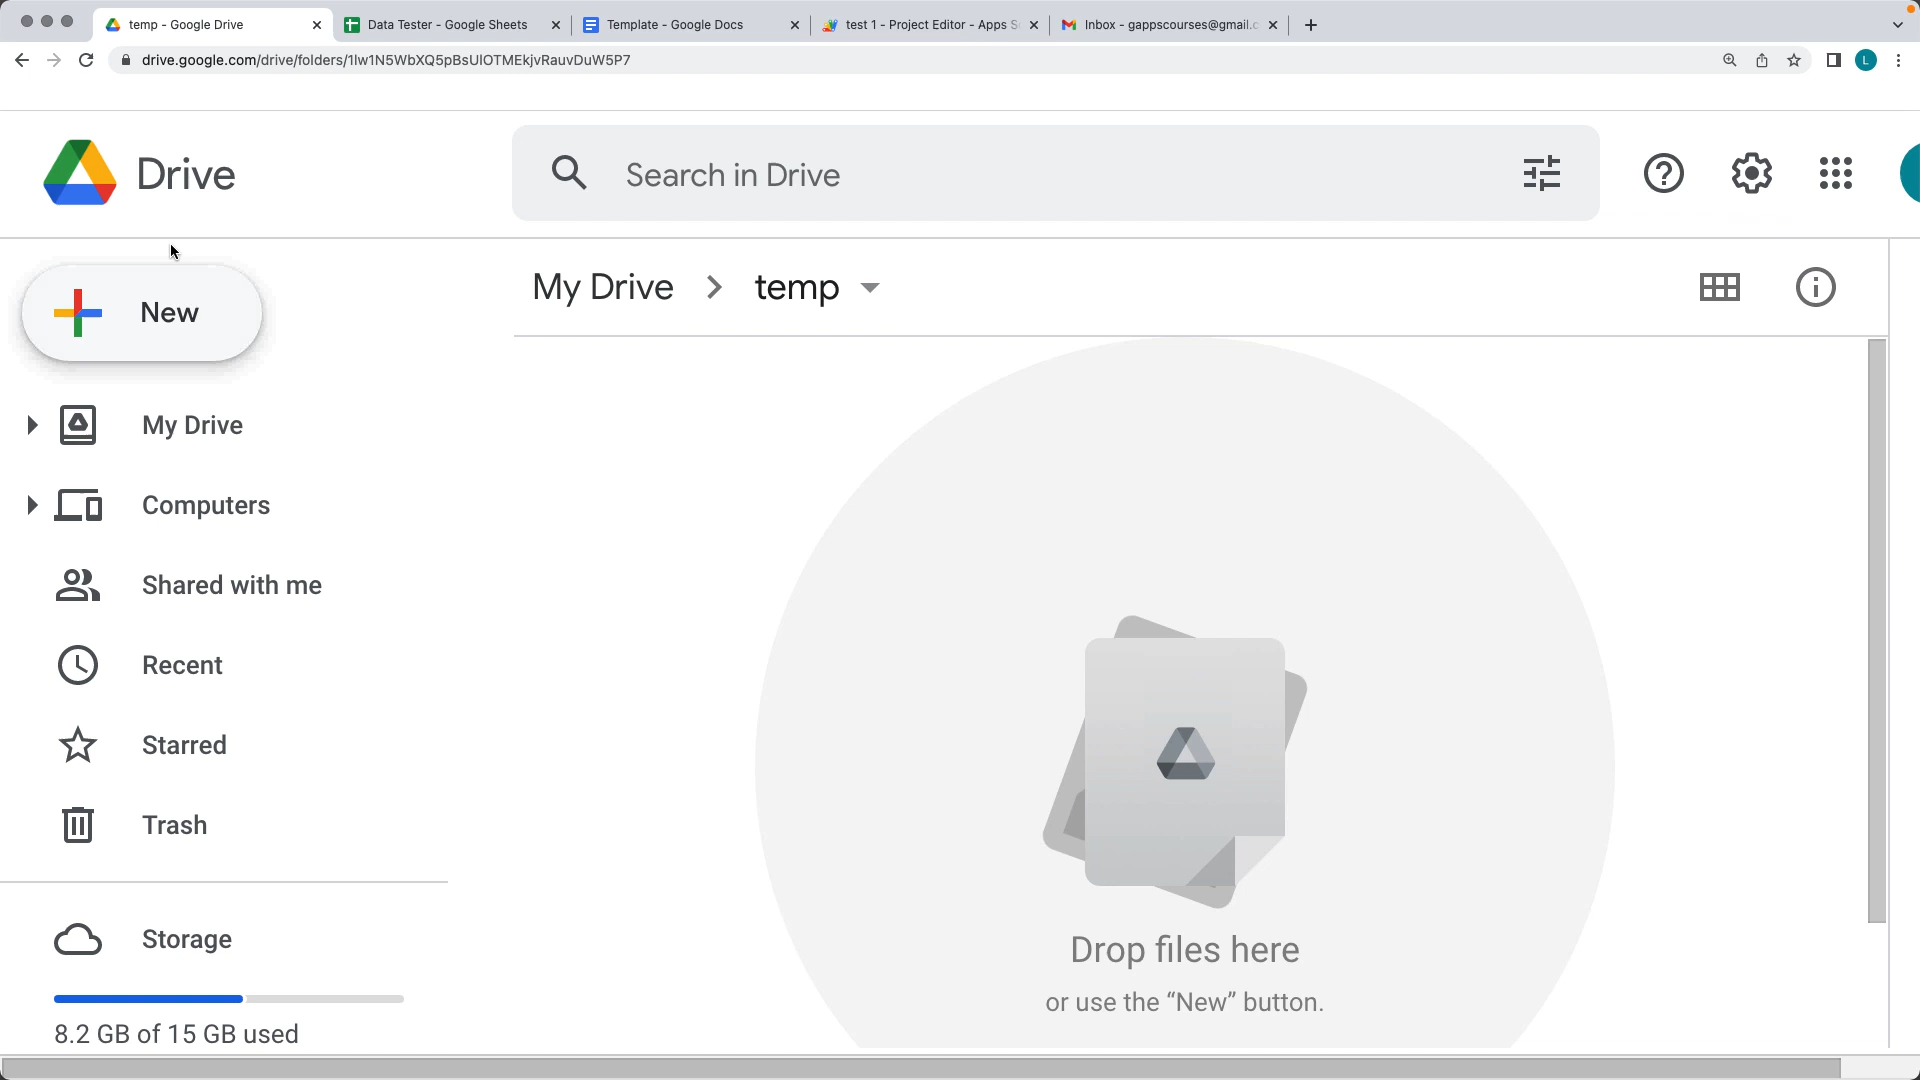 temp - Google Drive
Data Tester - Google Sheets
Template - Google Docs
test 1 - Project Editor - Apps S
Inbox - gappscourses@gmail.c
drive.google.com/drive/folders/1lw1N5WbXQ5pBsUlOTMEkjvRauvDuW5P7
L
Drive
Search in Drive
New
My Drive
temp
My Drive
Computers
Shared with me
Recent
Starred
Trash
Storage
8.2 GB of 15 GB used
Drop files here
or use the “New” button.